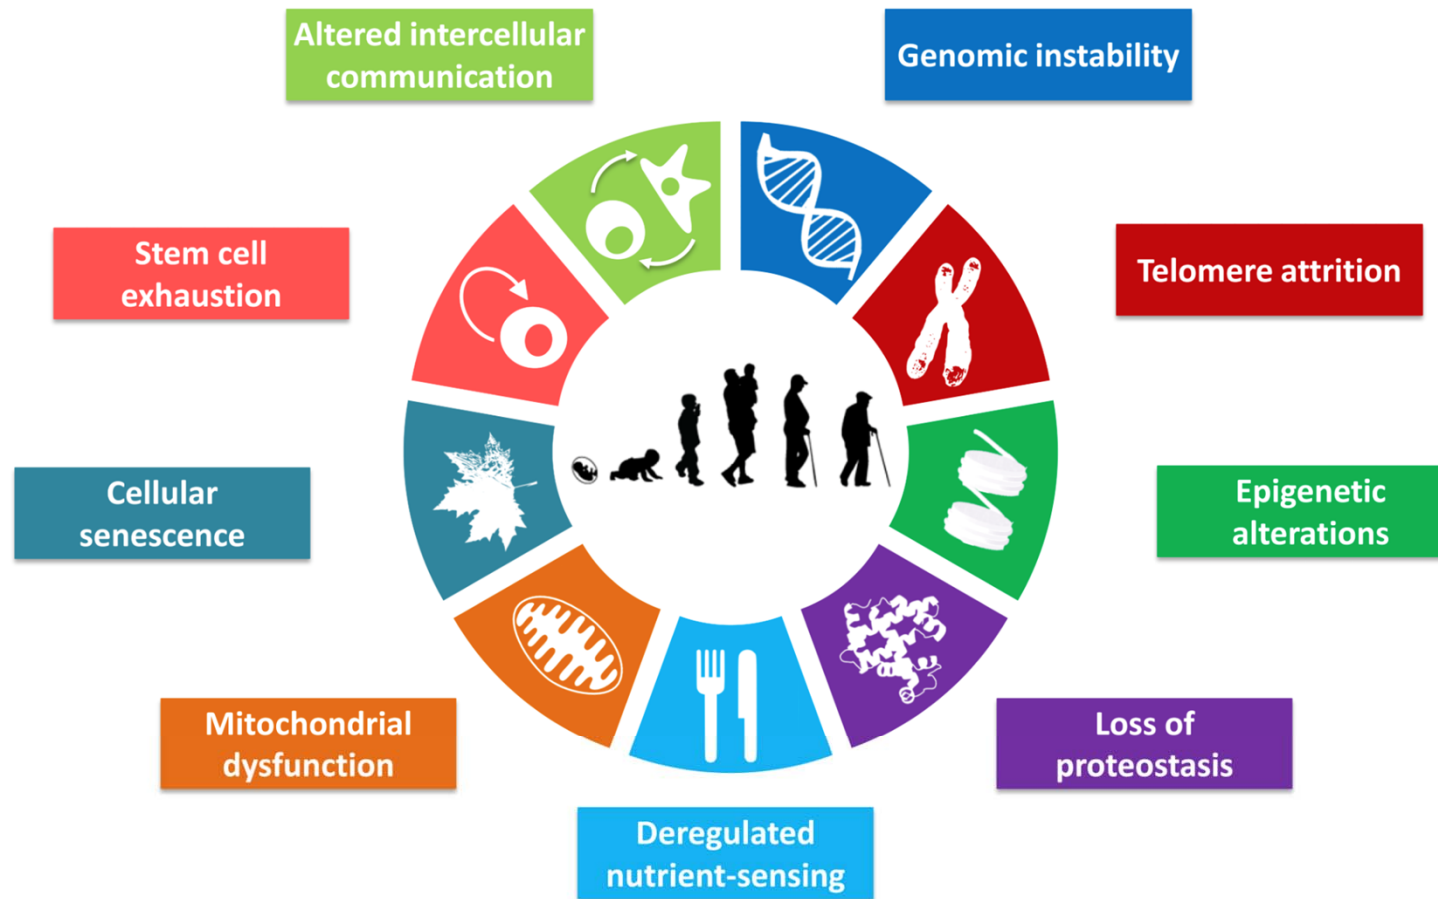 Altered intercellular
communication
Genomic instability
Stem cell
exhaustion
Telomere attrition
Cellular
senescence
Epigenetic
alterations
Mitochondrial
dysfunction
Loss of
proteostasis
Deregulated
nutrient-sensing